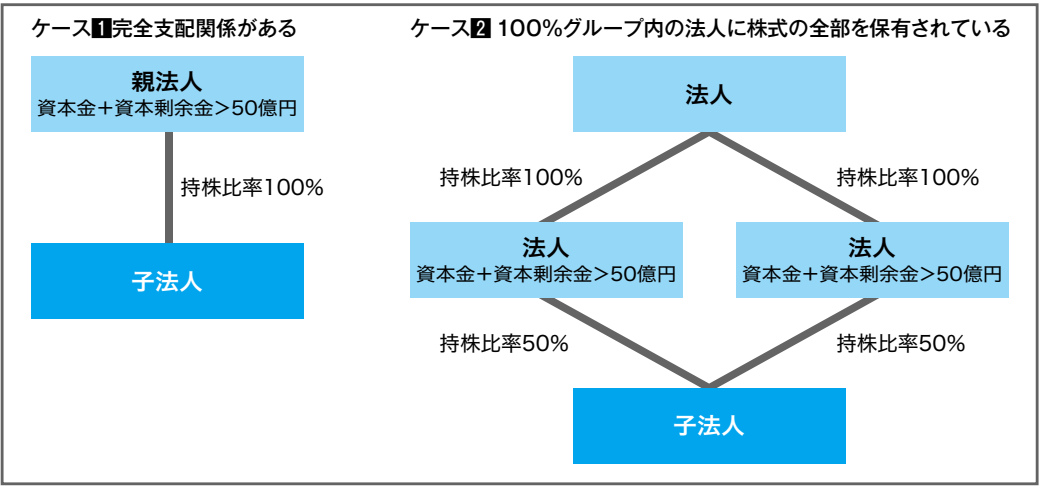 ケース1完全支配関係がある
親法人
資本金+資本剰余金>50億円
持株比率100%
子法人
ケース2 100%グループ内の法人に株式の全部を保有されている
法人
持株比率100%
持株比率100%
法人
資本金+資本剰余金>50億円
法人
資本金+資本剰余金>50億円
持株比率50%
持株比率50%
子法人